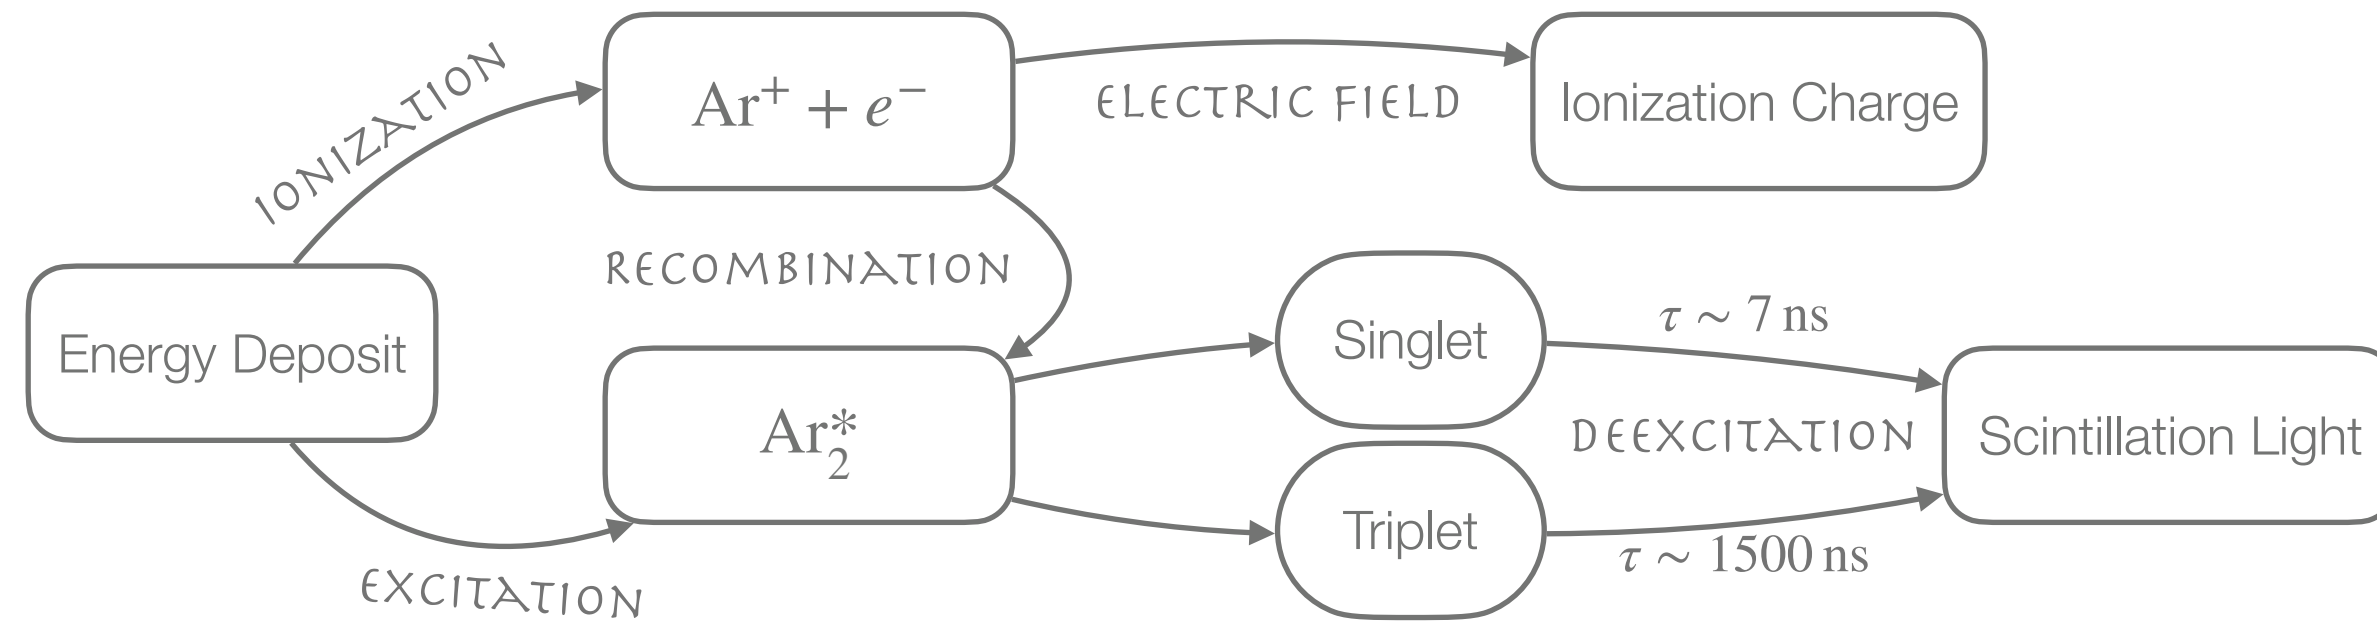 IONIZATION
Ar⁺ + e⁻
ELECTRIC FIELD
Ionization Charge
RECOMBINATION
Energy Deposit
Ar₂*
Singlet
τ ∼ 7 ns
DEEXCITATION
Scintillation Light
Triplet
τ ∼ 1500 ns
EXCITATION